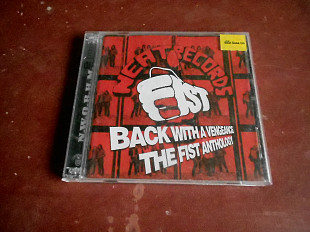 NEAT RECORDS
FIST
BACK WITH A VENGEANCE
THE FIST ANTHOLOGY